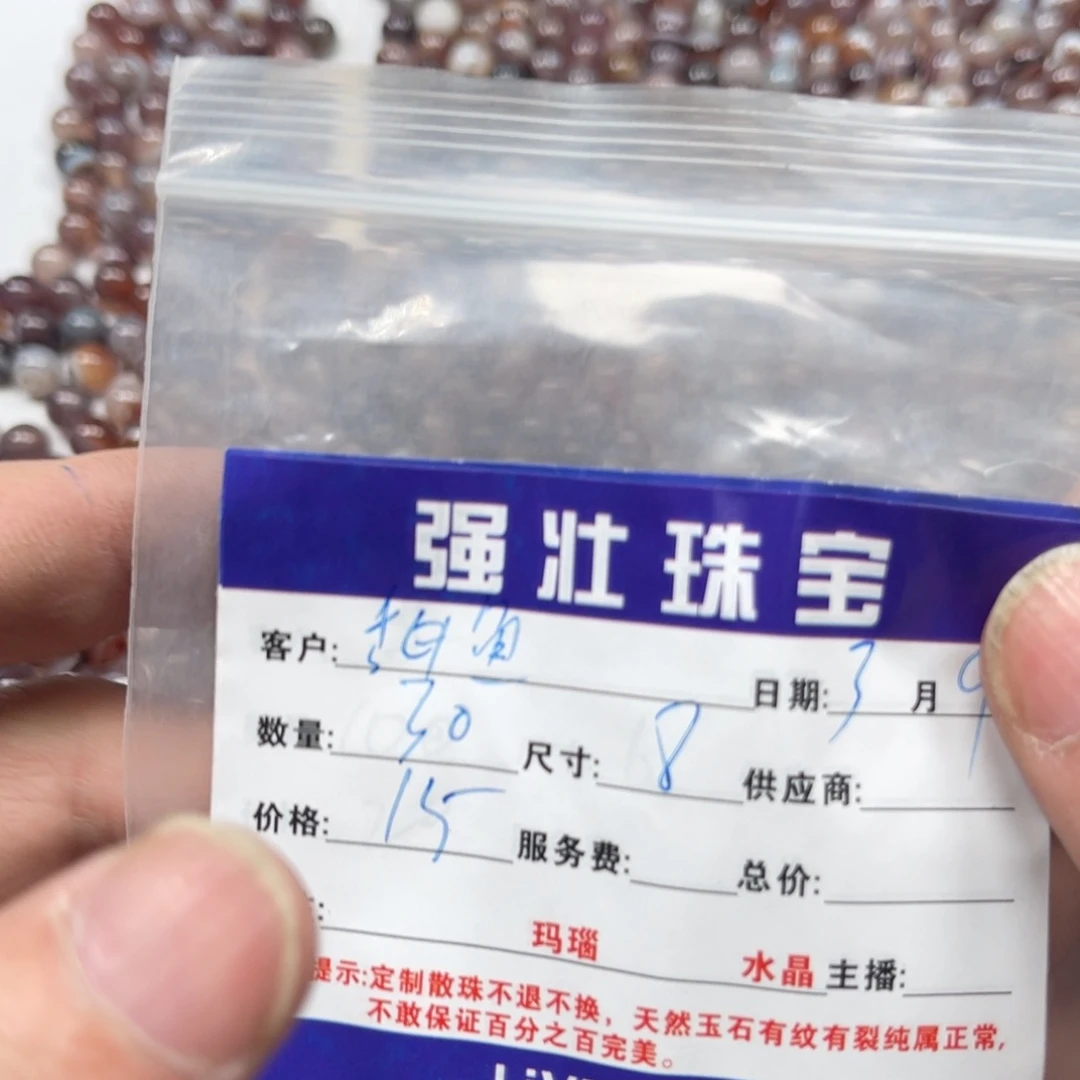 强壮珠宝
客户: 日期: 3 月 9
数量: 30 尺寸: 8 供应商:
价格: 15 服务费: 总价:
玛瑙 水晶 主播:
提示:定制散珠不退不换，天然玉石有纹有裂纯属正常,
不敢保证百分之百完美。